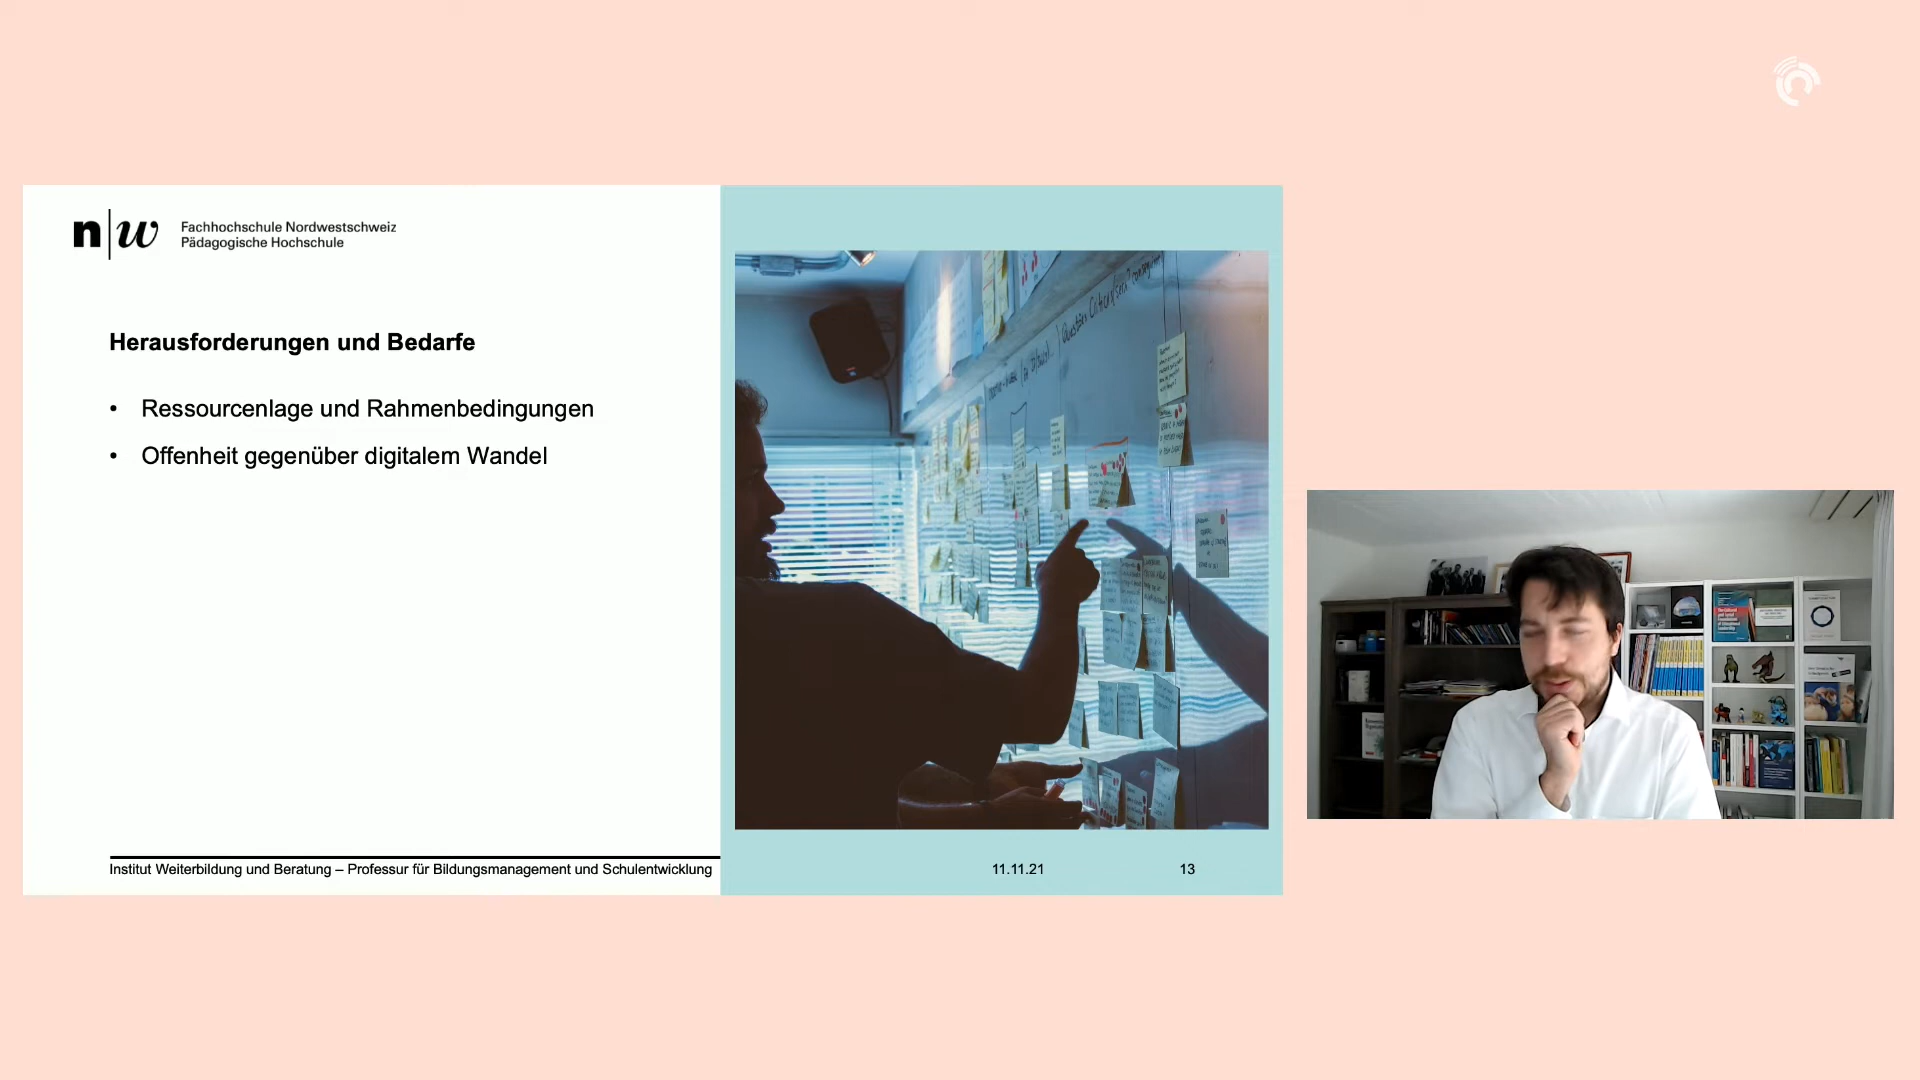 n|w
Fachhochschule Nordwestschweiz
Pädagogische Hochschule
Herausforderungen und Bedarfe
• Ressourcenlage und Rahmenbedingungen
• Offenheit gegenüber digitalem Wandel
Institut Weiterbildung und Beratung – Professur für Bildungsmanagement und Schulentwicklung
11.11.21
13